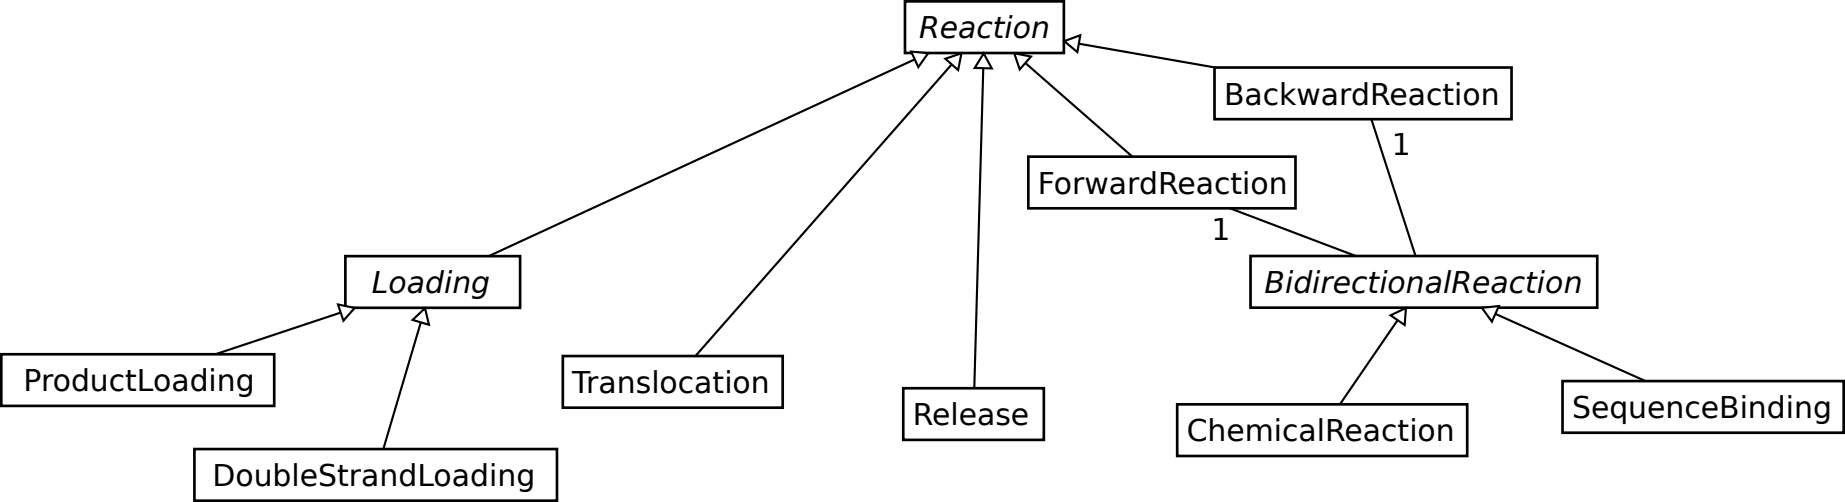 Reaction
BackwardReaction
1
ForwardReaction
1
Loading
BidirectionalReaction
ProductLoading
Translocation
Release
SequenceBinding
ChemicalReaction
DoubleStrandLoading